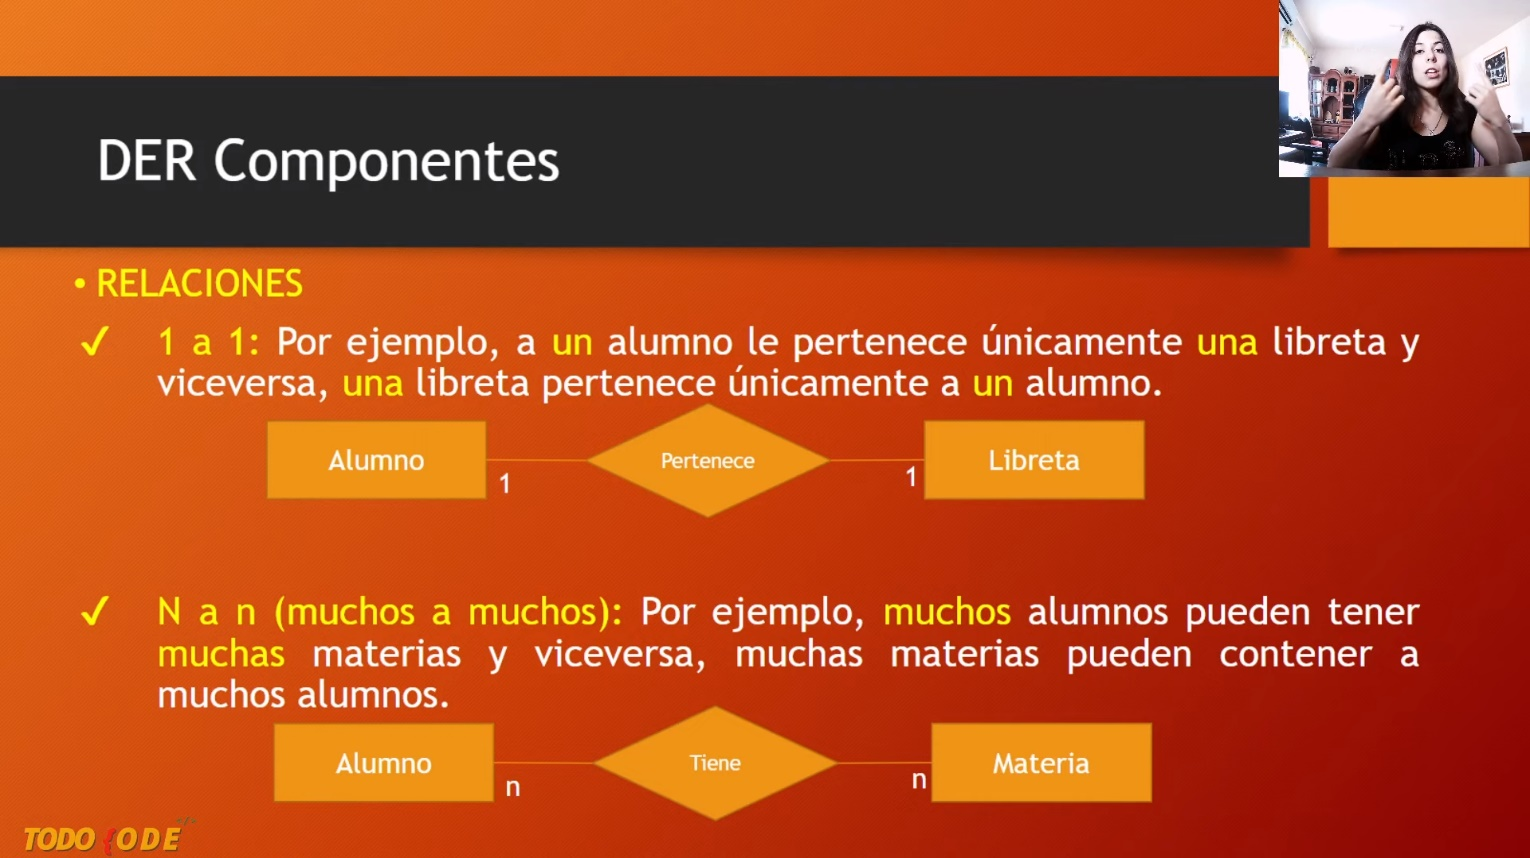 DER Componentes
• RELACIONES
✓ 1 a 1: Por ejemplo, a un alumno le pertenece únicamente una libreta y
viceversa, una libreta pertenece únicamente a un alumno.
Alumno 1 Pertenece 1 Libreta
✓ N a n (muchos a muchos): Por ejemplo, muchos alumnos pueden tener
muchas materias y viceversa, muchas materias pueden contener a
muchos alumnos.
Alumno n Tiene n Materia
TODO {ODE </>